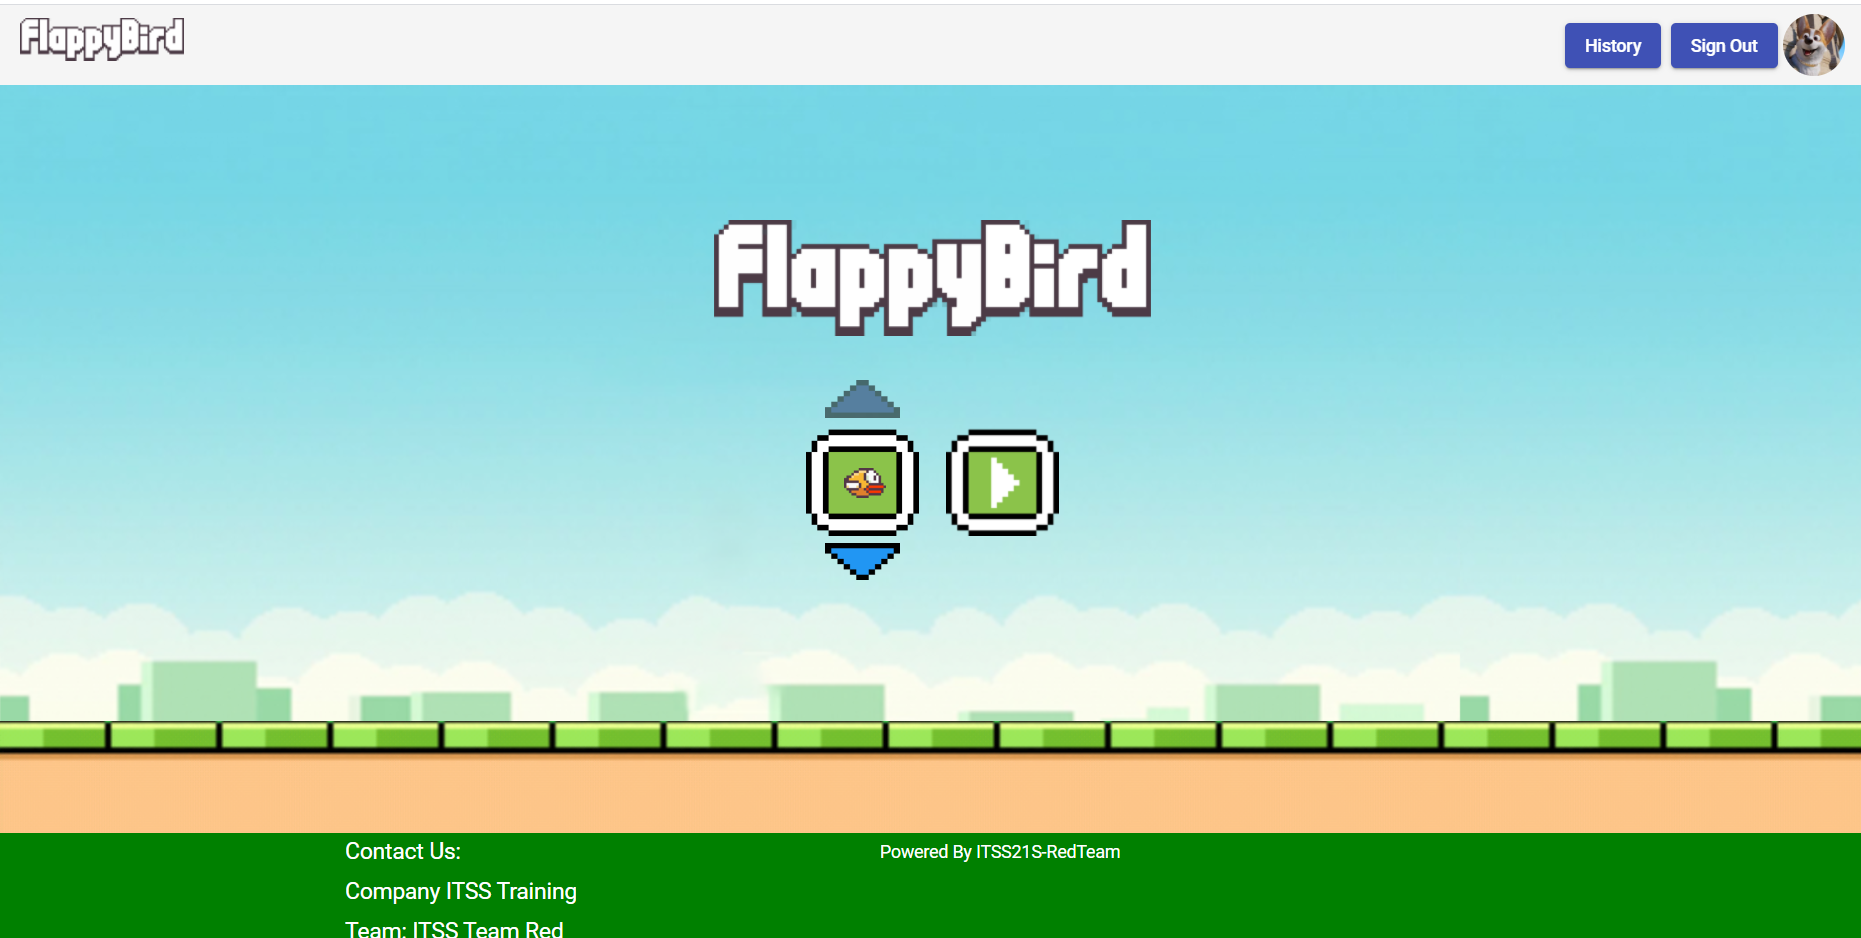 FlappyBird
History
Sign Out
FlappyBird
Contact Us:
Powered By ITSS21S-RedTeam
Company ITSS Training
Team: ITSS Team Red